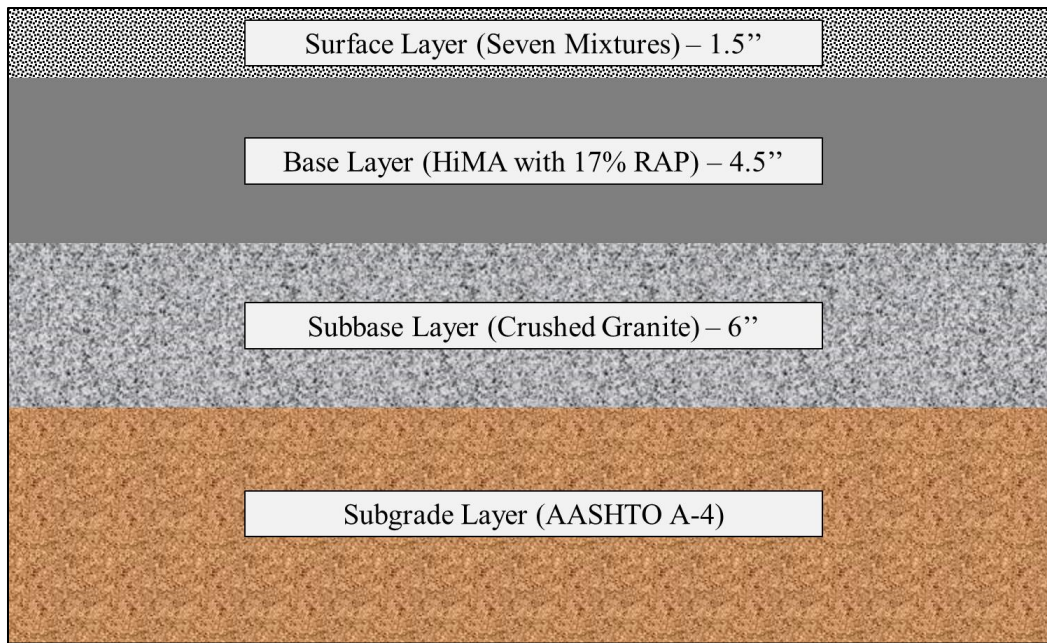 Surface Layer (Seven Mixtures) – 1.5’’
Base Layer (HiMA with 17% RAP) – 4.5’’
Subbase Layer (Crushed Granite) – 6’’
Subgrade Layer (AASHTO A-4)